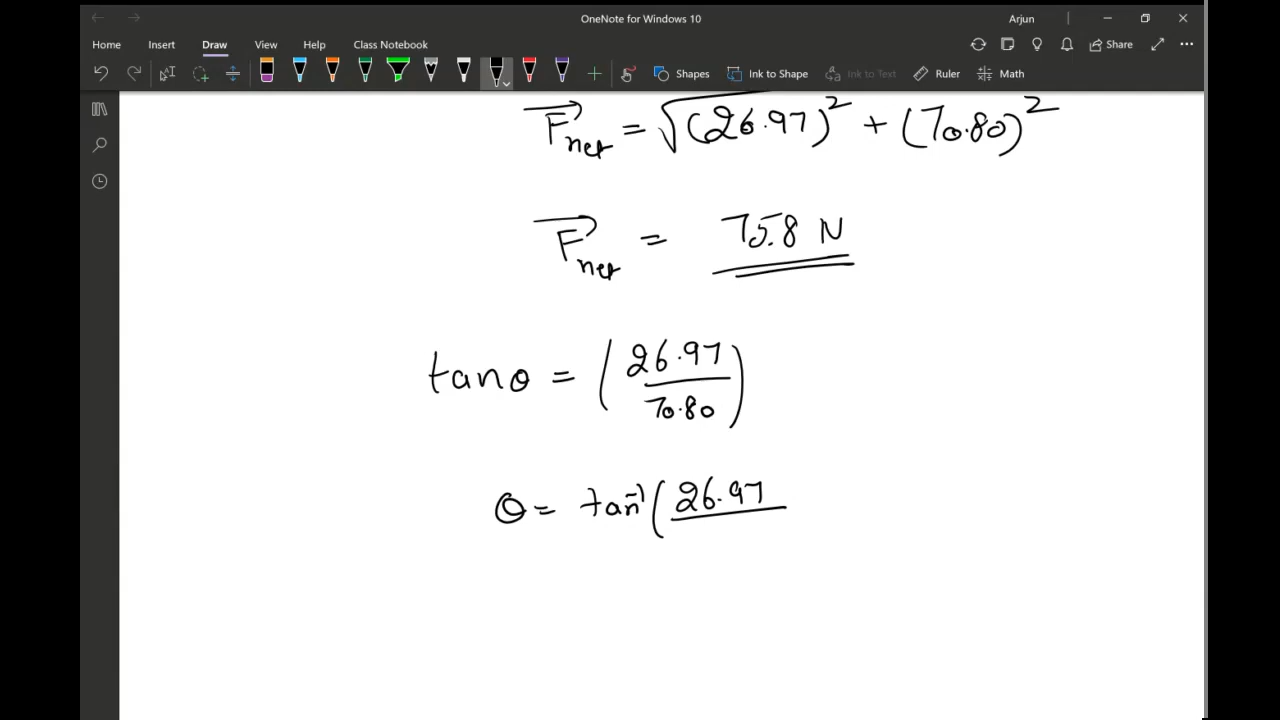 OneNote for Windows 10
Arjun
Home Insert Draw View Help Class Notebook
Share
Shapes Ink to Shape Ink to Text Ruler Math
F⃗net = √(26.97)² + (70.80)²
F⃗net = 75.8 N
tanθ = (26.97/70.80)
θ = tan⁻¹(26.97